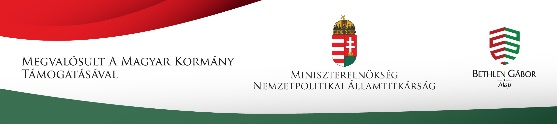 MEGVALÓSULT A MAGYAR KORMÁNY
TÁMOGATÁSÁVAL
MINISZTERELNÖKSÉG
NEMZETPOLITIKAI ÁLLAMTITKÁRSÁG
BETHLEN GÁBOR
Alap